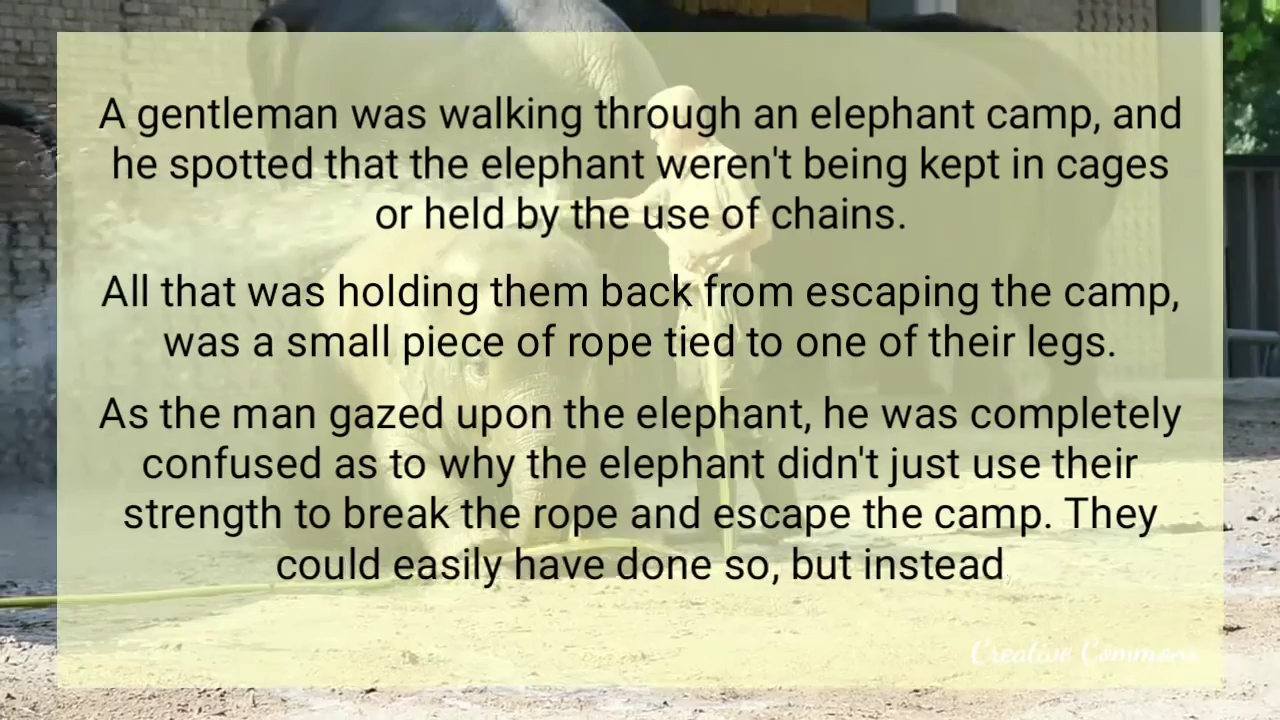 A gentleman was walking through an elephant camp, and
he spotted that the elephant weren't being kept in cages
or held by the use of chains.
All that was holding them back from escaping the camp,
was a small piece of rope tied to one of their legs.
As the man gazed upon the elephant, he was completely
confused as to why the elephant didn't just use their
strength to break the rope and escape the camp. They
could easily have done so, but instead
Creative Commons